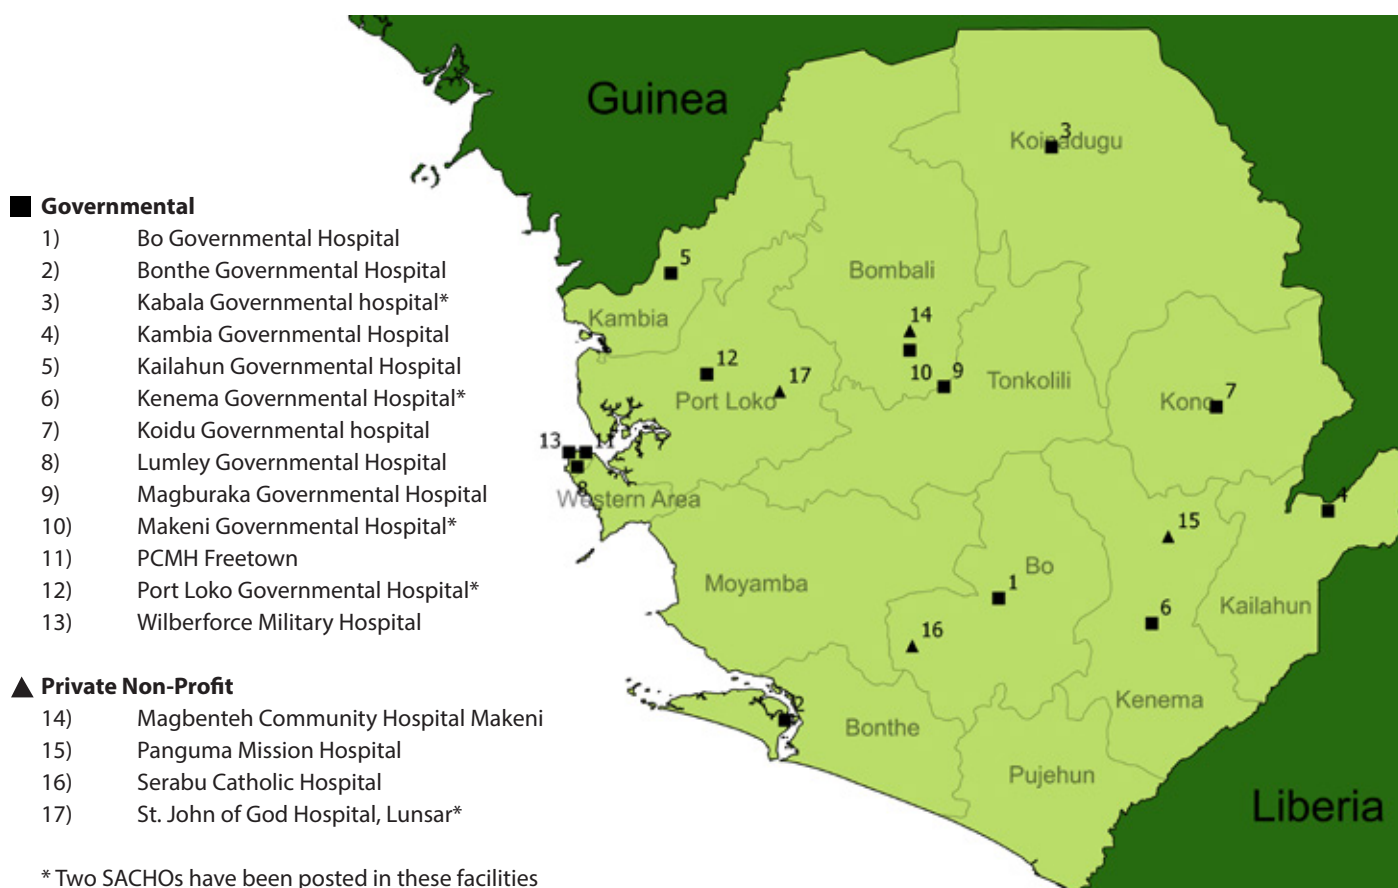 Governmental
1) Bo Governmental Hospital
2) Bonthe Governmental Hospital
3) Kabala Governmental hospital*
4) Kambia Governmental Hospital
5) Kailahun Governmental Hospital
6) Kenema Governmental Hospital*
7) Koidu Governmental hospital
8) Lumley Governmental Hospital
9) Magburaka Governmental Hospital
10) Makeni Governmental Hospital*
11) PCMH Freetown
12) Port Loko Governmental Hospital*
13) Wilberforce Military Hospital
Private Non-Profit
14) Magbenteh Community Hospital Makeni
15) Panguma Mission Hospital
16) Serabu Catholic Hospital
17) St. John of God Hospital, Lunsar*
* Two SACHOs have been posted in these facilities
Guinea
3
Koinadugu
5
Bombali
Kambia
14
12
17
10
9
Tonkolili
Port Loko
Kono
7
13
11
8
Western Area
4
15
Moyamba
Bo
1
6
Kailahun
16
2
Bonthe
Kenema
Pujehun
Liberia